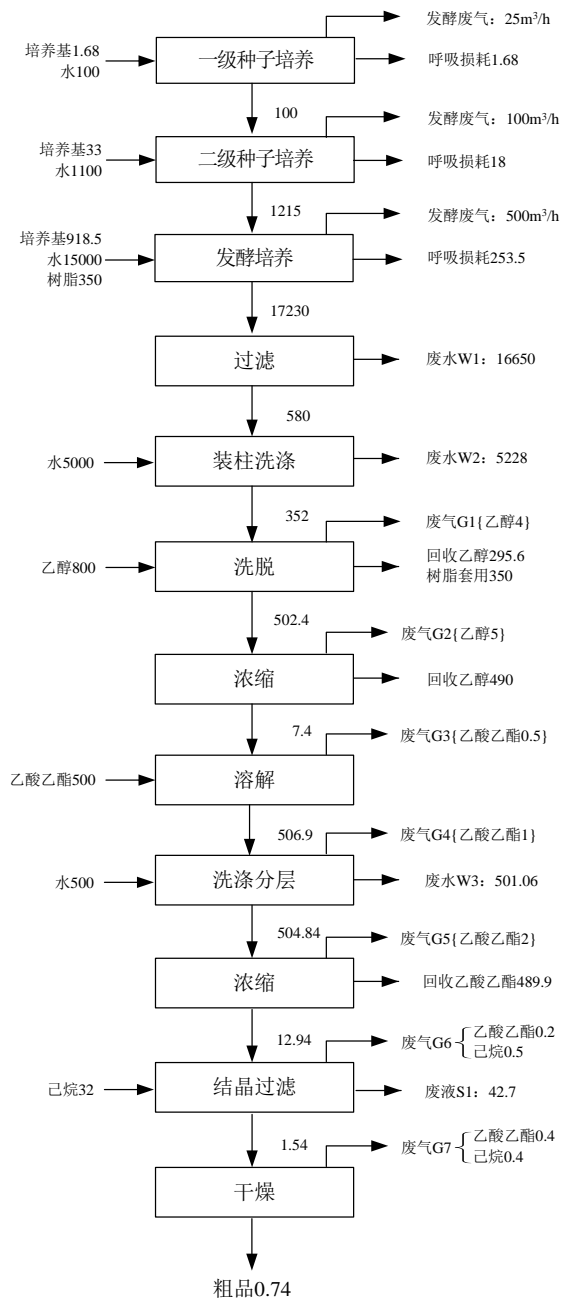 发酵废气：25m³/h
培养基1.68
水100
一级种子培养
呼吸损耗1.68
100
发酵废气：100m³/h
培养基33
水1100
二级种子培养
呼吸损耗18
1215
发酵废气：500m³/h
培养基918.5
水15000
树脂350
发酵培养
呼吸损耗253.5
17230
过滤
废水W1：16650
580
水5000
装柱洗涤
废水W2：5228
352
废气G1{乙醇4}
乙醇800
洗脱
回收乙醇295.6
树脂套用350
502.4
废气G2{乙醇5}
浓缩
回收乙醇490
7.4
废气G3{乙酸乙酯0.5}
乙酸乙酯500
溶解
506.9
废气G4{乙酸乙酯1}
水500
洗涤分层
废水W3：501.06
504.84
废气G5{乙酸乙酯2}
浓缩
回收乙酸乙酯489.9
12.94
废气G6
乙酸乙酯0.2
己烷0.5
己烷32
结晶过滤
废液S1：42.7
1.54
废气G7
乙酸乙酯0.4
己烷0.4
干燥
粗品0.74